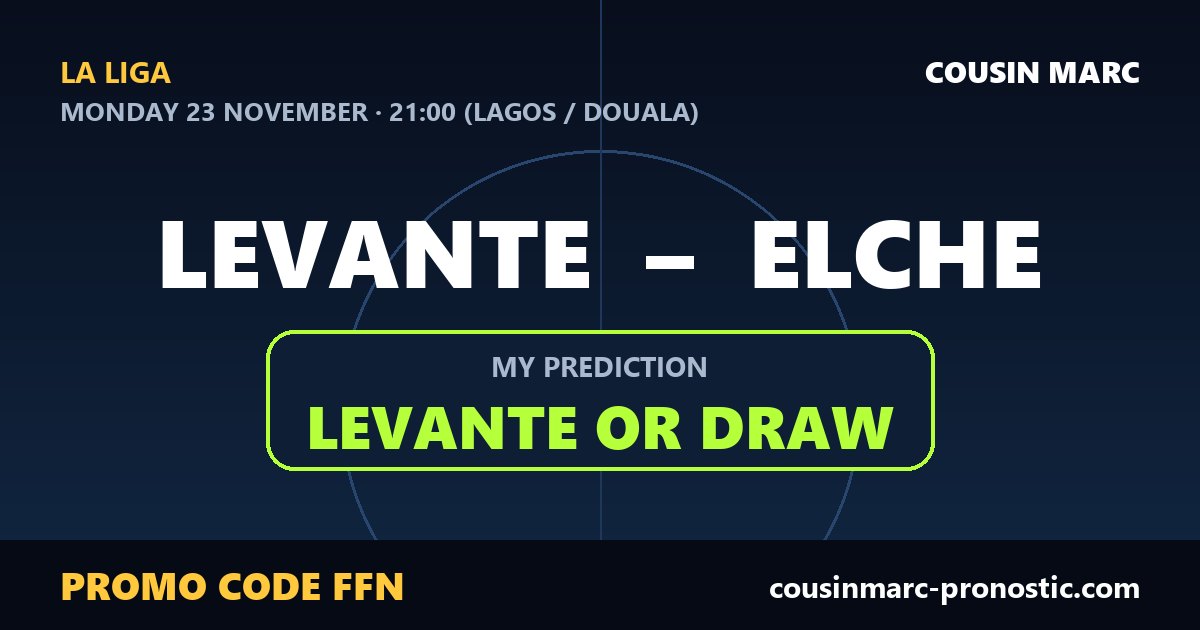 LA LIGA
COUSIN MARC
MONDAY 23 NOVEMBER · 21:00 (LAGOS / DOUALA)
LEVANTE – ELCHE
MY PREDICTION
LEVANTE OR DRAW
PROMO CODE FFN
cousinmarc-pronostic.com